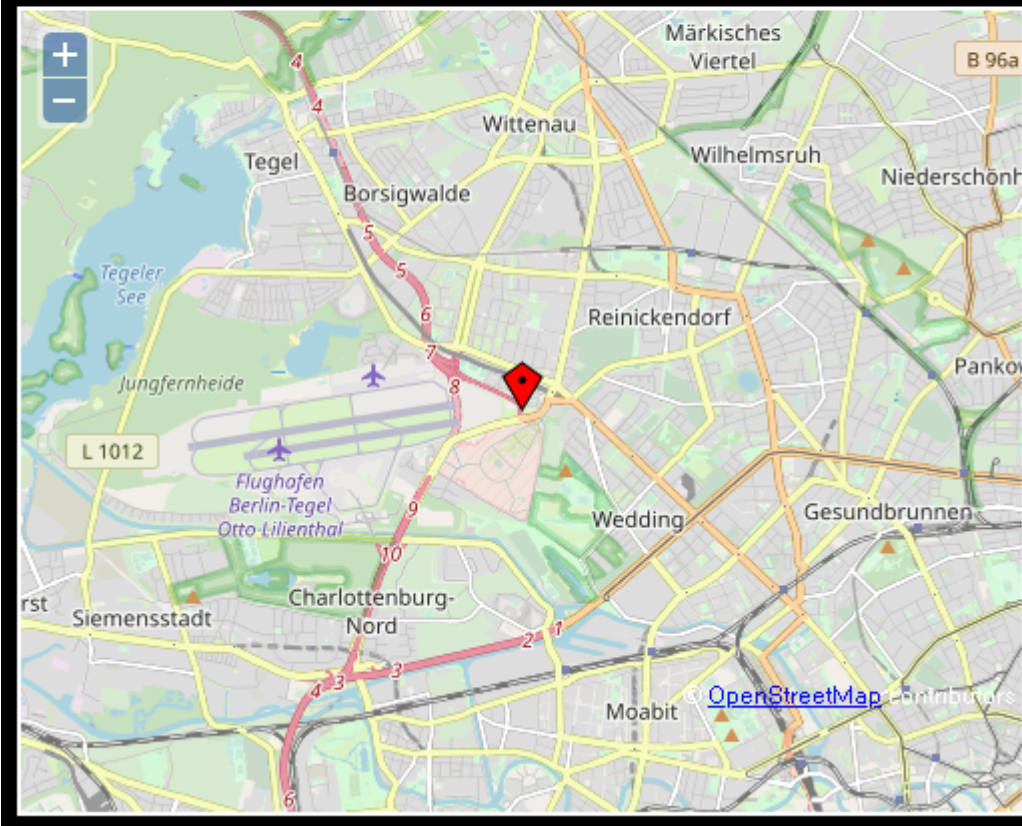 +
−
Märkisches
Viertel
B 96a
4
4
Wittenau
Tegel
Wilhelmsruh
Borsigwalde
Niederschönh
5
Tegeler
See
5
6
Reinickendorf
7
Jungfernheide
8
Panko
L 1012
Flughafen
Berlin-Tegel
Otto Lilienthal
9
Wedding
Gesundbrunnen
10
rst
Siemensstadt
Charlottenburg-
Nord
1
2
3
3
4
Moabit
© OpenStreetMap contributors
6